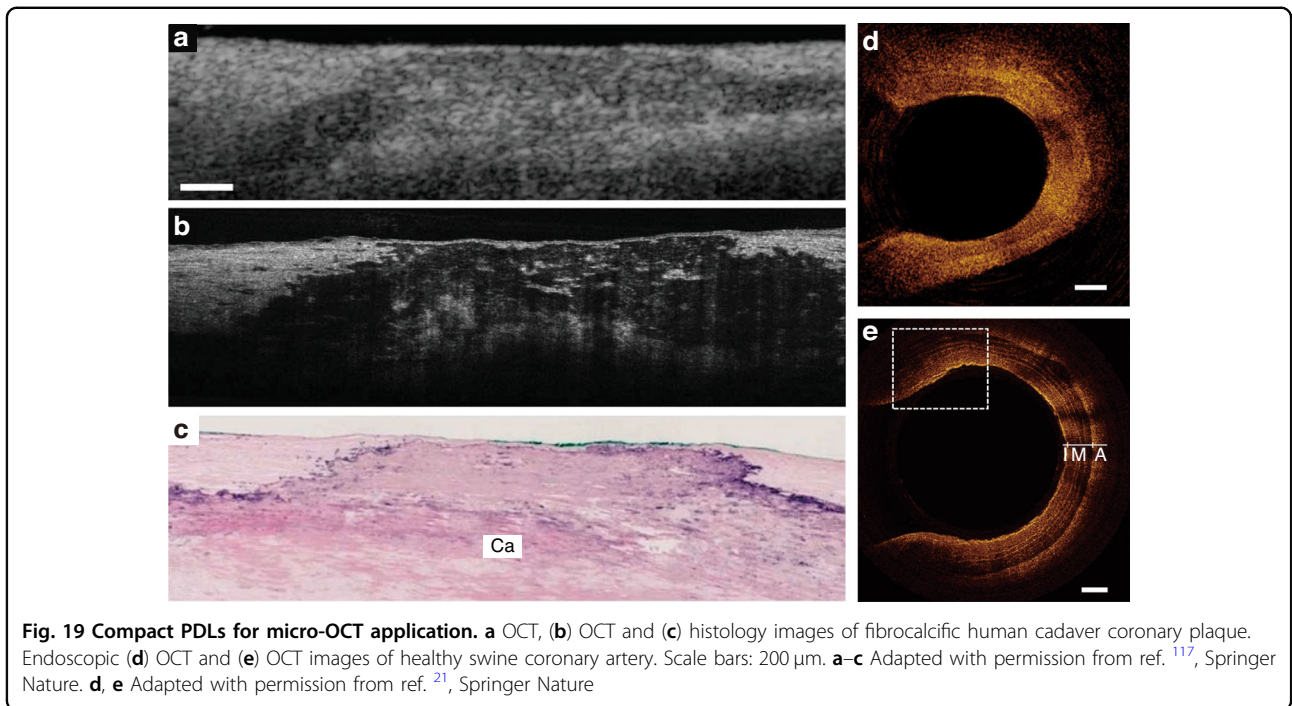 a
b
c
Ca
d
e
I M A
Fig. 19 Compact PDLs for micro-OCT application. a OCT, (b) OCT and (c) histology images of fibrocalcific human cadaver coronary plaque.
Endoscopic (d) OCT and (e) OCT images of healthy swine coronary artery. Scale bars: 200 μm. a–c Adapted with permission from ref. 117, Springer
Nature. d, e Adapted with permission from ref. 21, Springer Nature